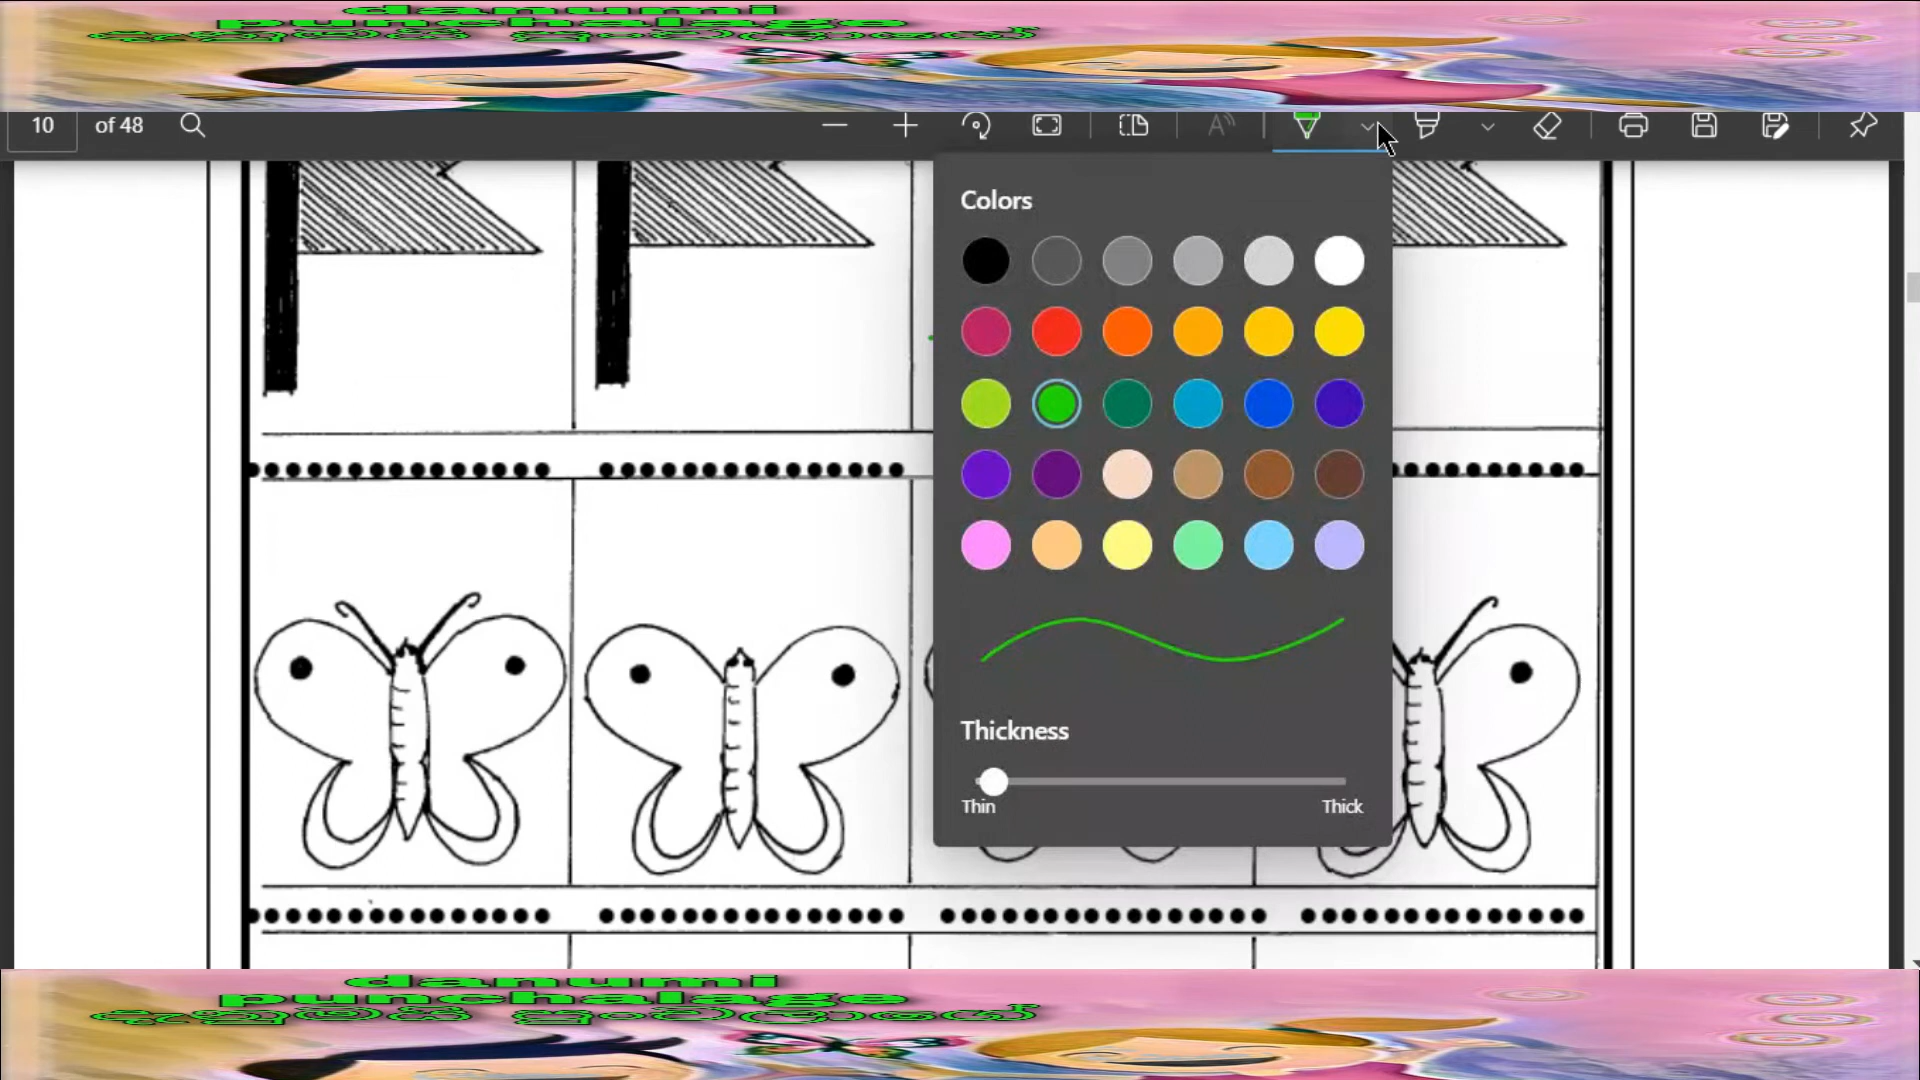 danumi
punchalage
10 of 48
Colors
Thickness
Thin Thick
danumi
punchalage